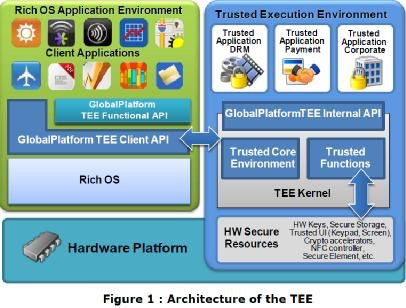 Rich OS Application Environment
Client Applications
GlobalPlatform
TEE Functional API
GlobalPlatform TEE Client API
Rich OS
Trusted Execution Environment
Trusted
Application
DRM
Trusted
Application
Payment
Trusted
Application
Corporate
GlobalPlatformTEE Internal API
Trusted Core
Environment
Trusted
Functions
TEE Kernel
Hardware Platform
HW Secure
Resources
HW Keys, Secure Storage,
Trusted UI (Keypad, Screen),
Crypto accelerators,
NFC controller,
Secure Element, etc.
Figure 1 : Architecture of the TEE